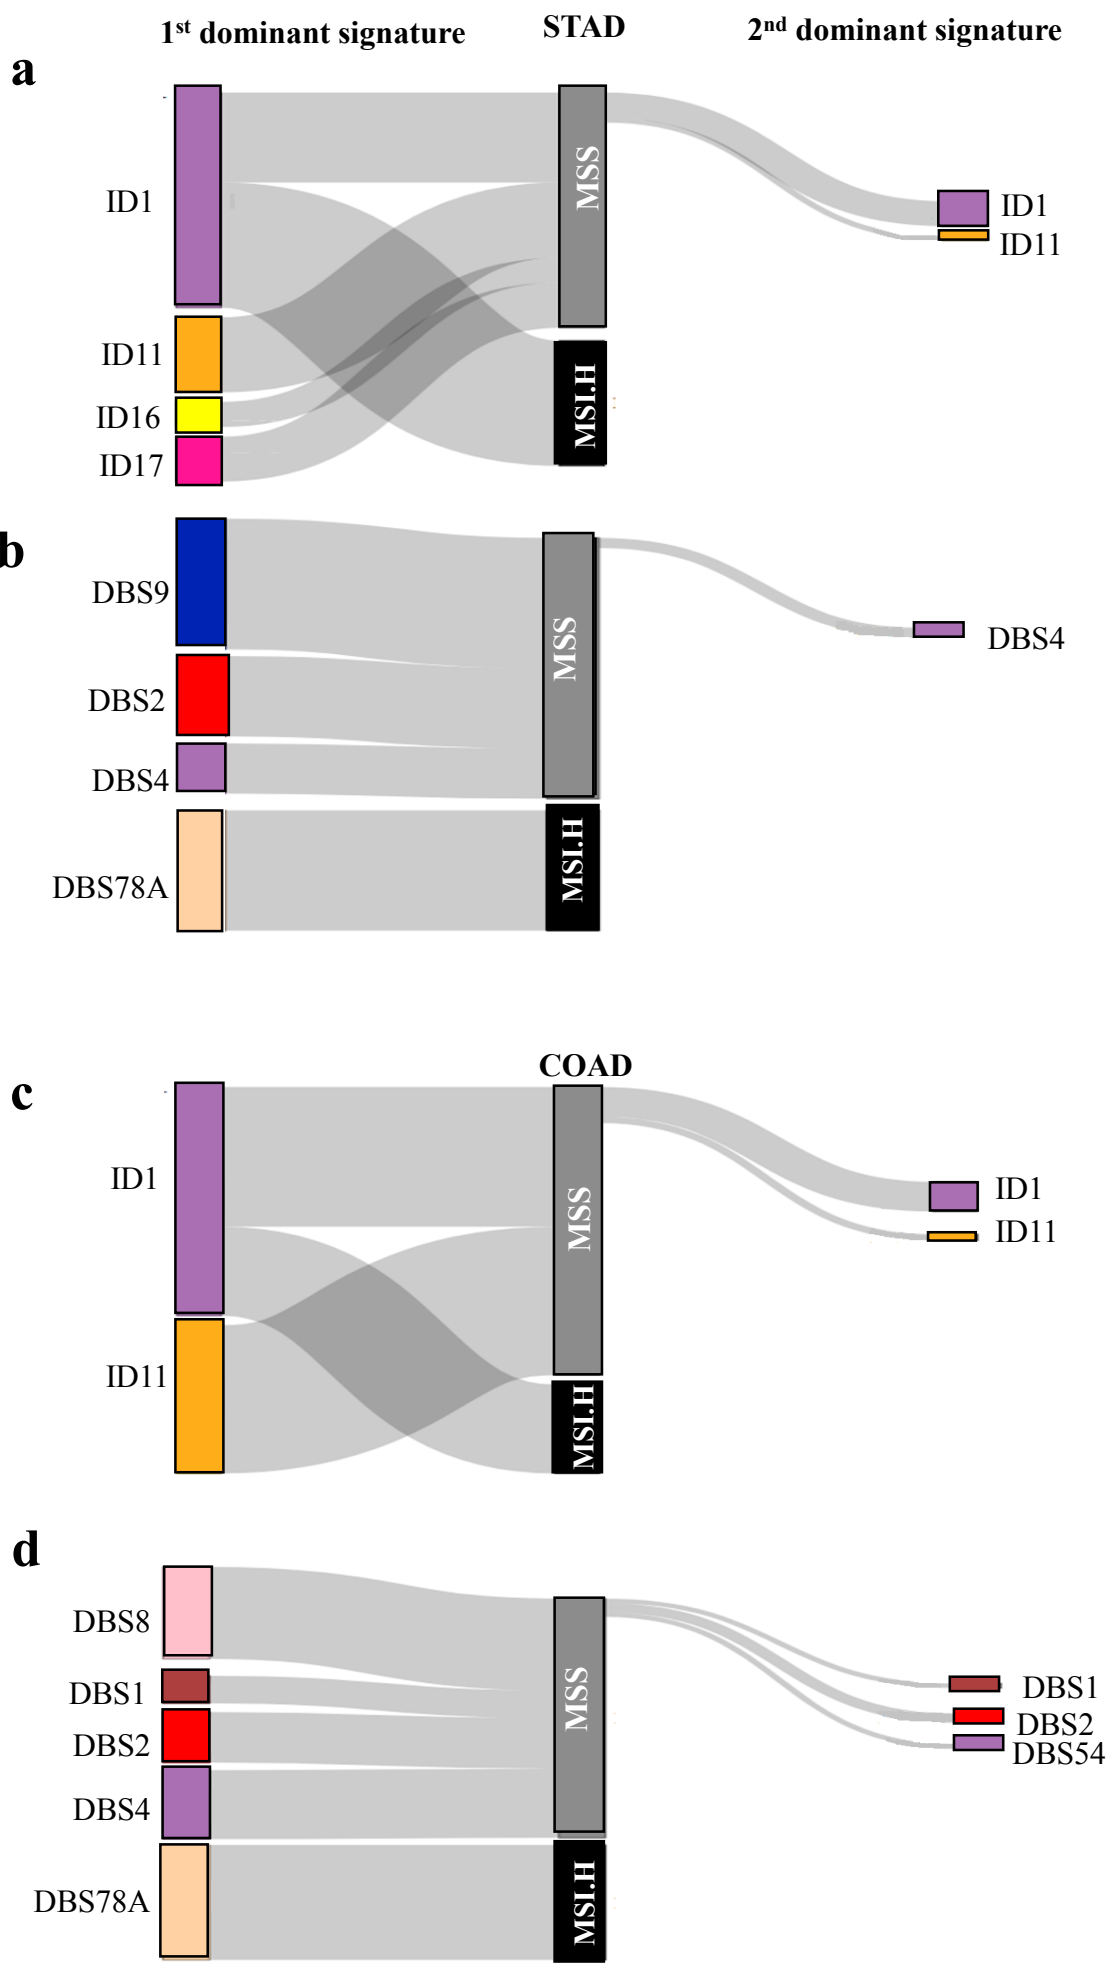 1st dominant signature STAD 2nd dominant signature
a
ID1
ID11
ID16
ID17
MSS
MSI.H
ID1
ID11
b
DBS9
DBS2
DBS4
DBS78A
MSS
MSI.H
DBS4
COAD
c
ID1
ID11
MSS
MSI.H
ID1
ID11
d
DBS8
DBS1
DBS2
DBS4
DBS78A
MSS
MSI.H
DBS1
DBS2
DBS54